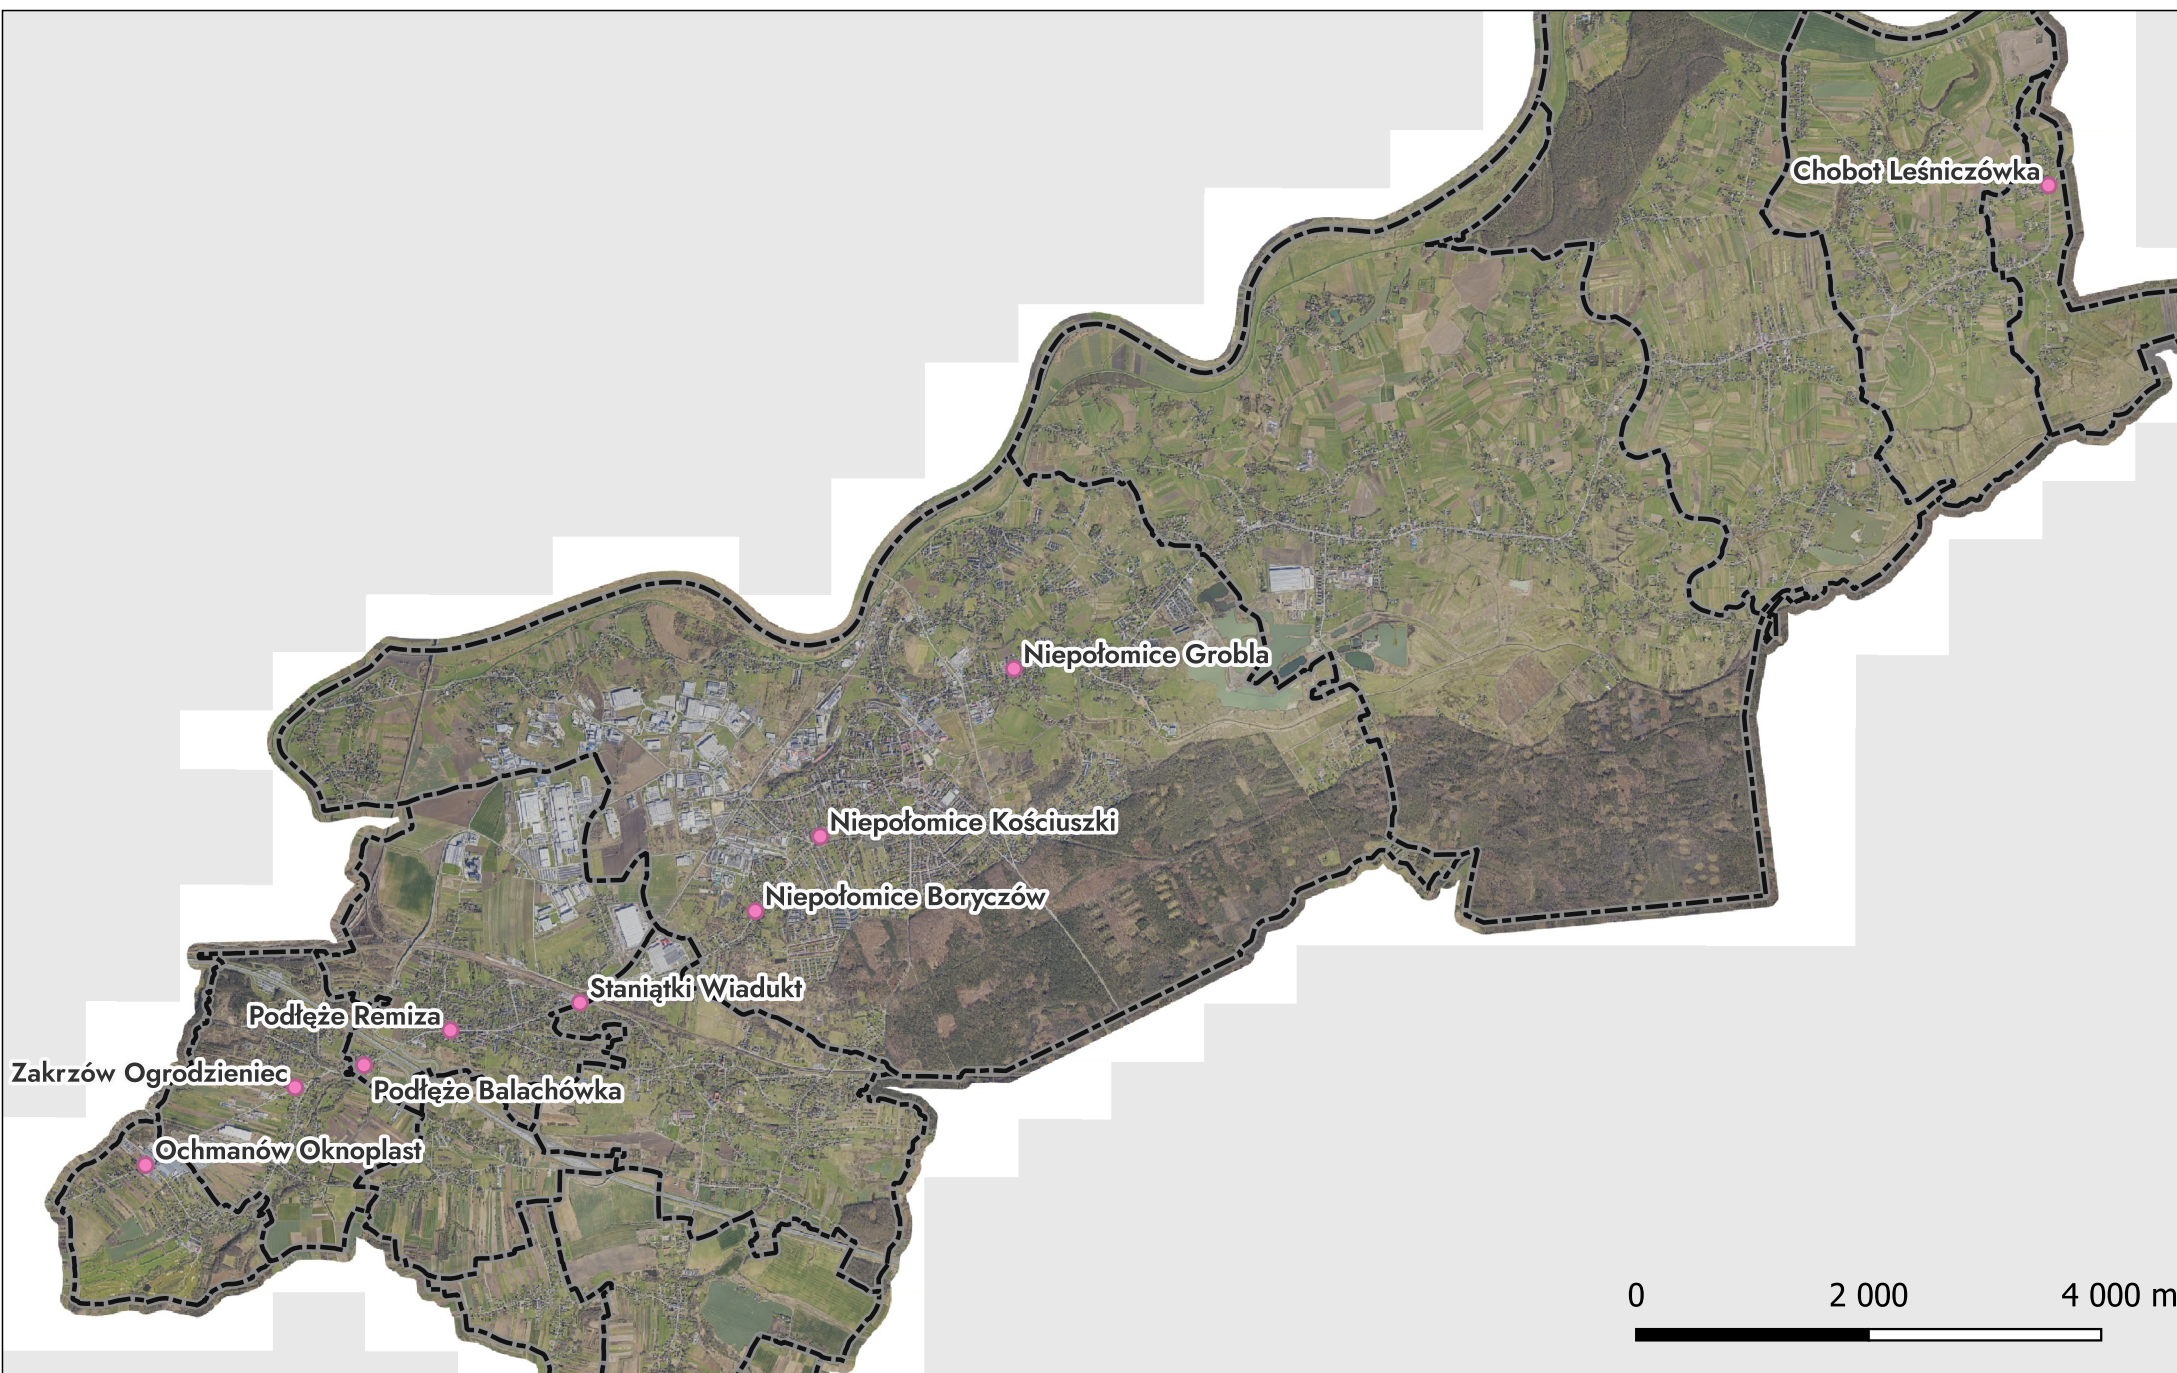 Chobot Leśniczówka
Niepołomice Grobla
Niepołomice Kościuszki
Niepołomice Boryczów
Staniątki Wiadukt
Podłęże Remiza
Zakrzów Ogrodzieniec
Podłęże Balachówka
Ochmanów Oknoplast
0 2 000 4 000 m